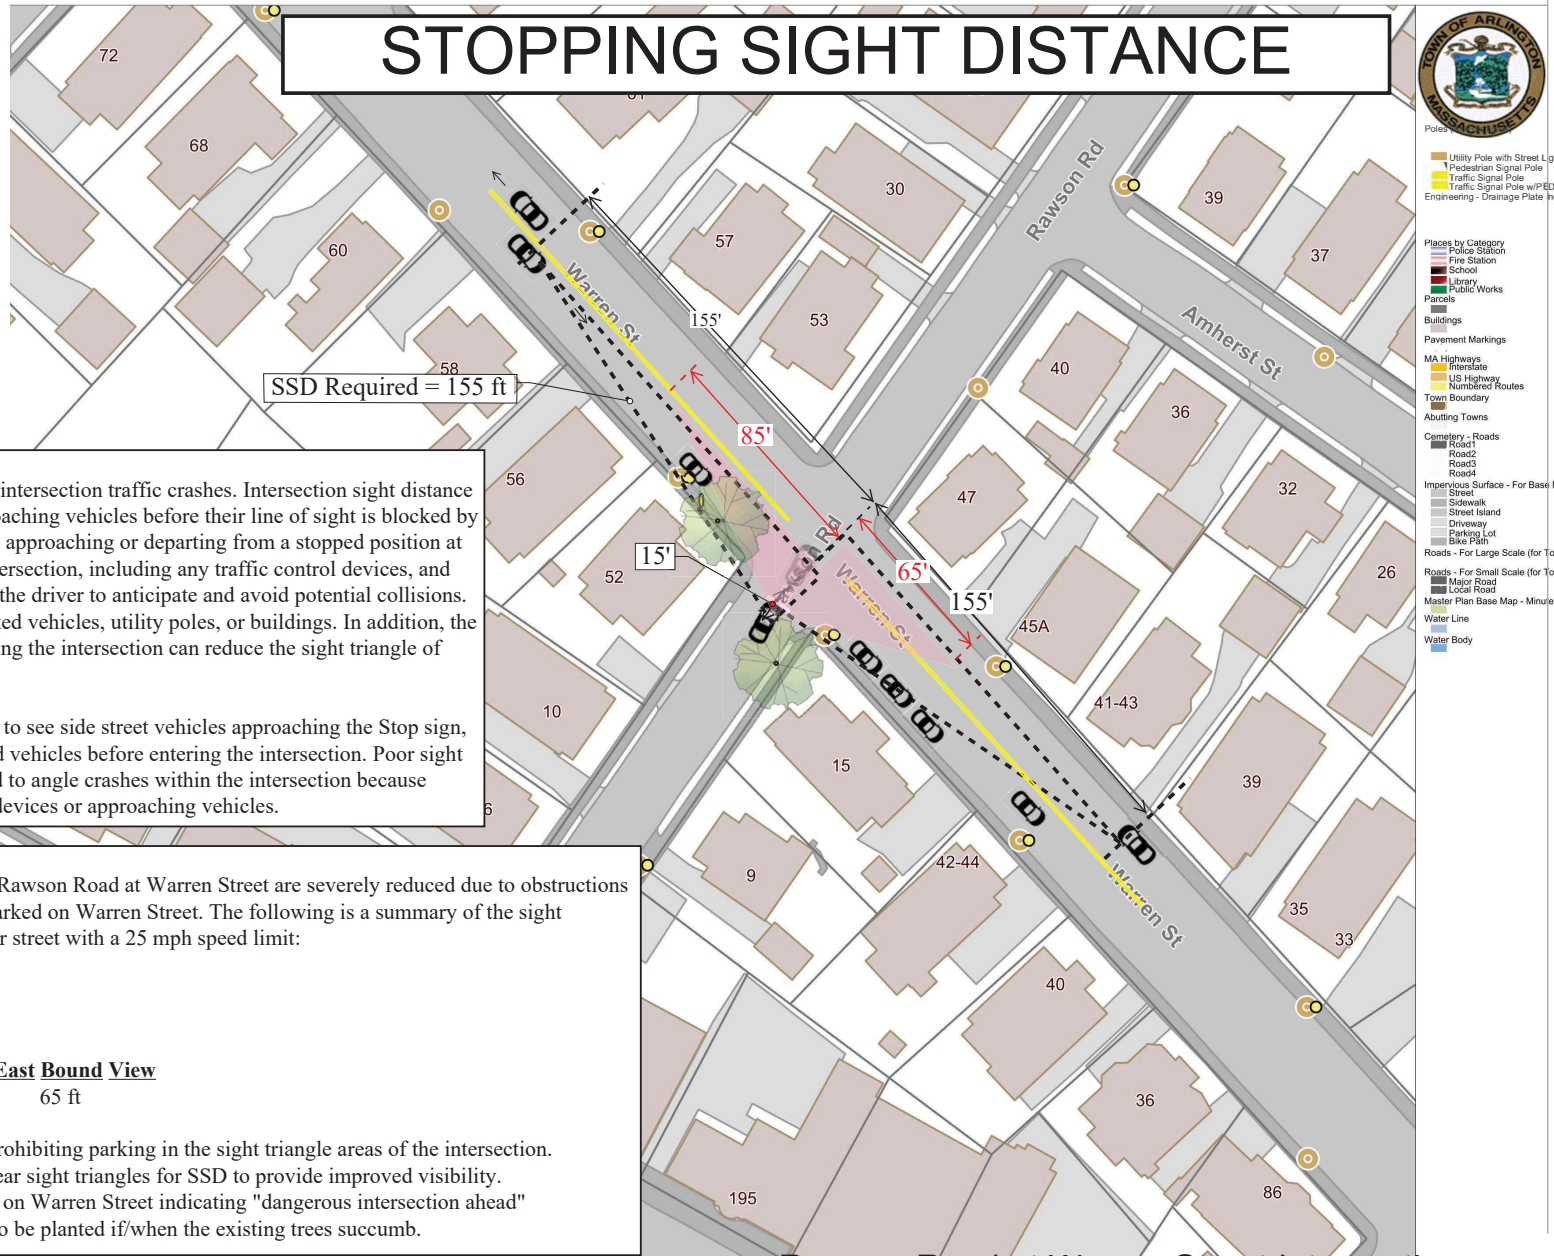 STOPPING SIGHT DISTANCE
TOWN OF ARLINGTON
MASSACHUSETTS
Poles
Utility Pole with Street Lig
Pedestrian Signal Pole
Traffic Signal Pole
Traffic Signal Pole w/PED
Engineering - Drainage Plate
Places by Category
Police Station
Fire Station
School
Library
Public Works
Parcels
Buildings
Pavement Markings
MA Highways
Interstate
US Highway
Numbered Routes
Town Boundary
Abutting Towns
Cemetery - Roads
Road1
Road2
Road3
Road4
Impervious Surface - For Base
Street
Sidewalk
Street Island
Driveway
Parking Lot
Bike Path
Roads - For Large Scale (for To
Roads - For Small Scale (for To
Major Road
Local Road
Master Plan Base Map - Minute
Water Line
Water Body
72
68
60
58
61
30
57
53
39
37
Rawson Rd
Amherst St
Warren St
155'
SSD Required = 155 ft
85'
40
36
32
26
47
56
52
15'
Rawson Rd
Warren St
65'
155'
45A
41-43
39
35
33
10
15
6
9
42-44
Warren St
40
36
86
195
intersection traffic crashes. Intersection sight distance
oaching vehicles before their line of sight is blocked by
approaching or departing from a stopped position at
ersection, including any traffic control devices, and
the driver to anticipate and avoid potential collisions.
ked vehicles, utility poles, or buildings. In addition, the
ing the intersection can reduce the sight triangle of
to see side street vehicles approaching the Stop sign,
d vehicles before entering the intersection. Poor sight
d to angle crashes within the intersection because
devices or approaching vehicles.
Rawson Road at Warren Street are severely reduced due to obstructions
arked on Warren Street. The following is a summary of the sight
r street with a 25 mph speed limit:
East Bound View
65 ft
rohibiting parking in the sight triangle areas of the intersection.
ear sight triangles for SSD to provide improved visibility.
on Warren Street indicating "dangerous intersection ahead"
o be planted if/when the existing trees succumb.